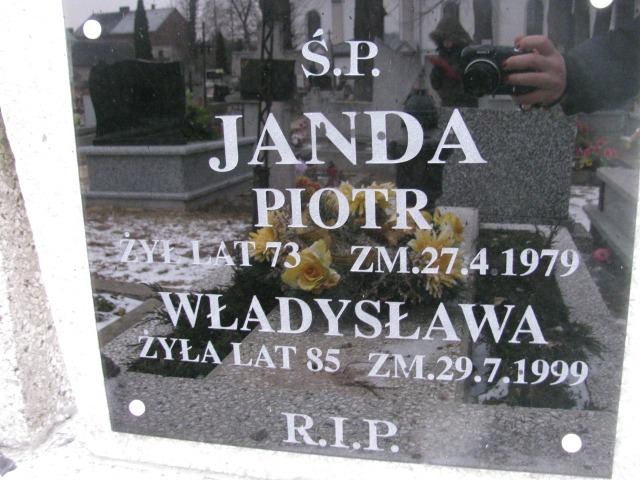 Ś.P.
JANDA
PIOTR
ŻYŁ LAT 73 ZM.27.4.1979
WŁADYSŁAWA
ŻYŁA LAT 85 ZM.29.7.1999
R.I.P.